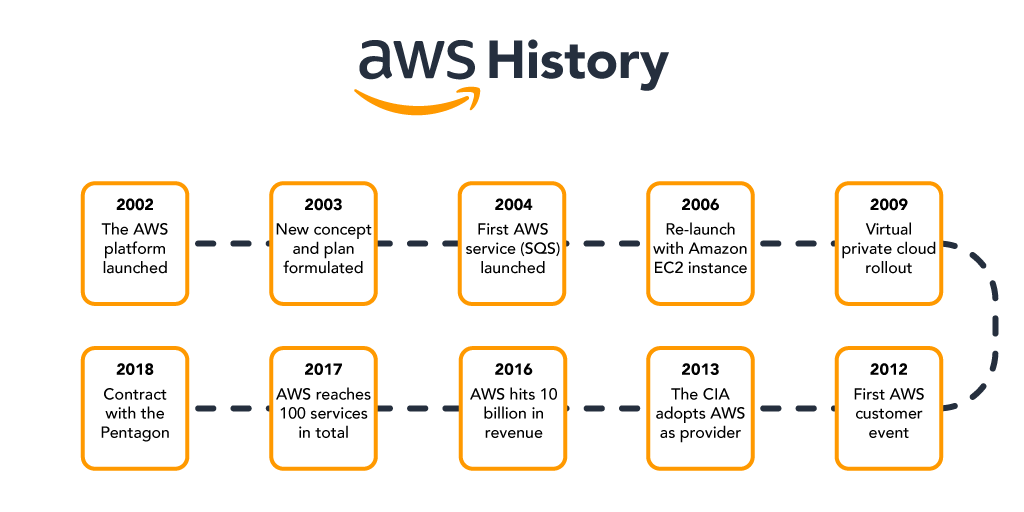 aws History
2002
The AWS
platform
launched
2003
New concept
and plan
formulated
2004
First AWS
service (SQS)
launched
2006
Re-launch
with Amazon
EC2 instance
2009
Virtual
private cloud
rollout
2012
First AWS
customer
event
2013
The CIA
adopts AWS
as provider
2016
AWS hits 10
billion in
revenue
2017
AWS reaches
100 services
in total
2018
Contract
with the
Pentagon